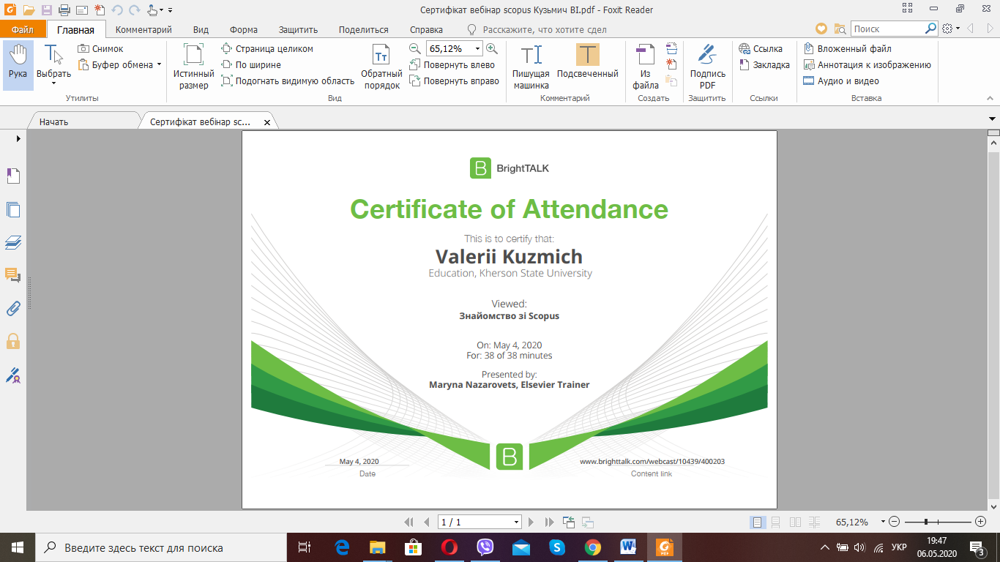 Сертифікат вебінар scopus Кузьмич ВІ.pdf - Foxit Reader
Файл Главная Комментарий Вид Форма Защитить Поделиться Справка Расскажите, что хотите сдел Поиск
Рука
Выбрать
Снимок
Буфер обмена
Утилиты
Истинный размер
Страница целиком
По ширине
Подогнать видимую область
Обратный порядок
65,12%
Повернуть влево
Повернуть вправо
Вид
Пишущая машинка
Подсвеченный
Комментарий
Из файла
Создать
Подпись PDF
Защитить
Ссылка
Закладка
Ссылки
Вложенный файл
Аннотация к изображению
Аудио и видео
Вставка
Начать Сертифікат вебінар sc...
B BrightTALK
Certificate of Attendance
This is to certify that:
Valerii Kuzmich
Education, Kherson State University
Viewed:
Знайомство зі Scopus
On: May 4, 2020
For: 38 of 38 minutes
Presented by:
Maryna Nazarovets, Elsevier Trainer
B
May 4, 2020 www.brighttalk.com/webcast/10439/400203
Date Content link
1 / 1 65,12%
Введите здесь текст для поиска УКР 19:47
06.05.2020 3